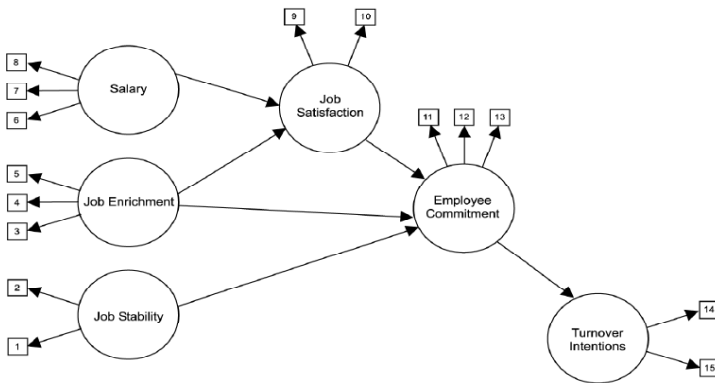 9
10
8
7
6
Salary
Job
Satisfaction
11
12
13
5
4
3
Job Enrichment
Employee
Commitment
2
1
Job Stability
Turnover
Intentions
14
15